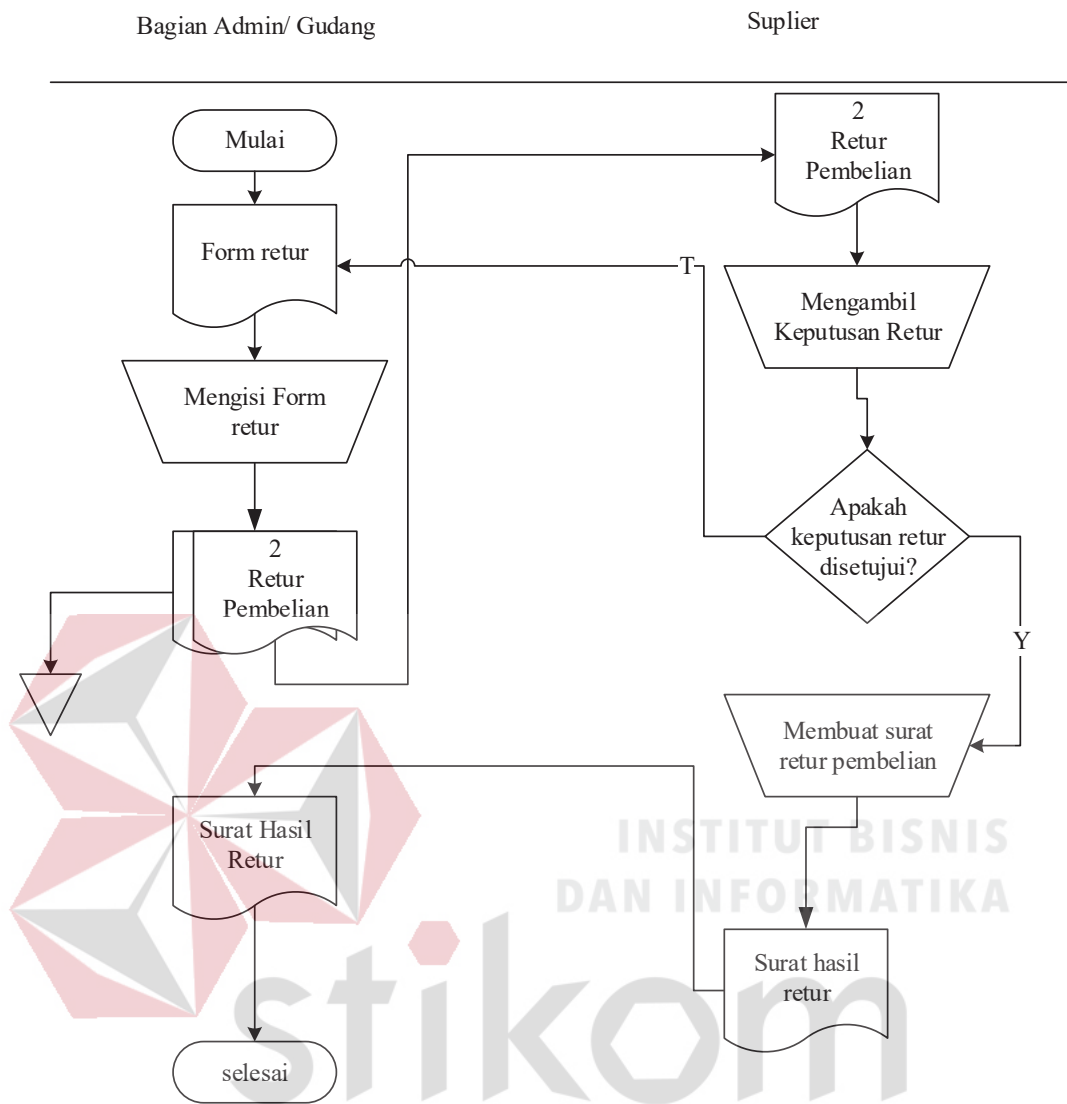 Bagian Admin/ Gudang
Suplier
Mulai
Form retur
Mengisi Form
retur
2
Retur
Pembelian
2
Retur
Pembelian
Mengambil
Keputusan Retur
T
Apakah
keputusan retur
disetujui?
Y
Membuat surat
retur pembelian
Surat hasil
retur
Surat Hasil
Retur
selesai
INSTITUT BISNIS
DAN INFORMATIKA
stikom